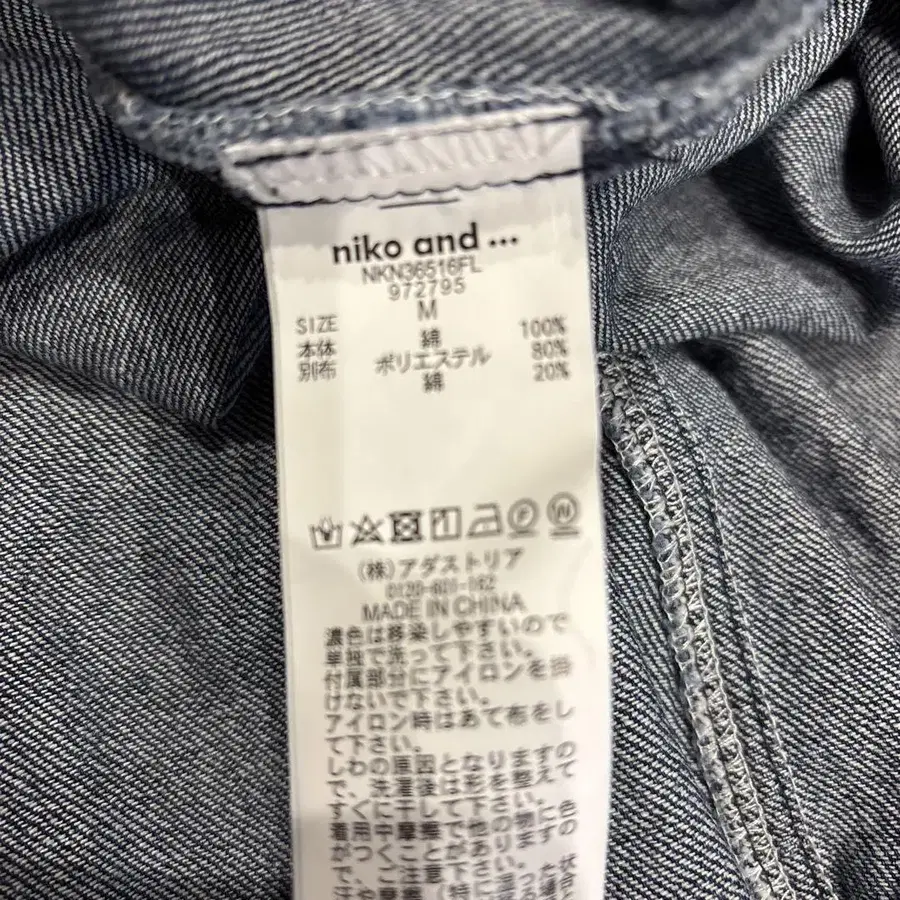 niko and ...
NKN36516FL
972795
SIZE M
本体 綿 100%
別布 ポリエステル 80%
綿 20%
(株)アダストリア
0120-601-162
MADE IN CHINA
濃色は移染しやすいので
単独で洗って下さい。
付属部分にアイロンを掛
けないで下さい。
アイロン時はあて布をし
て下さい。
しわの原因となりますの
で、洗濯後は形を整えて
すぐに干して下さい。
着用中摩擦で他の物に色
がつくことがありますの
で、ご注意下さい。